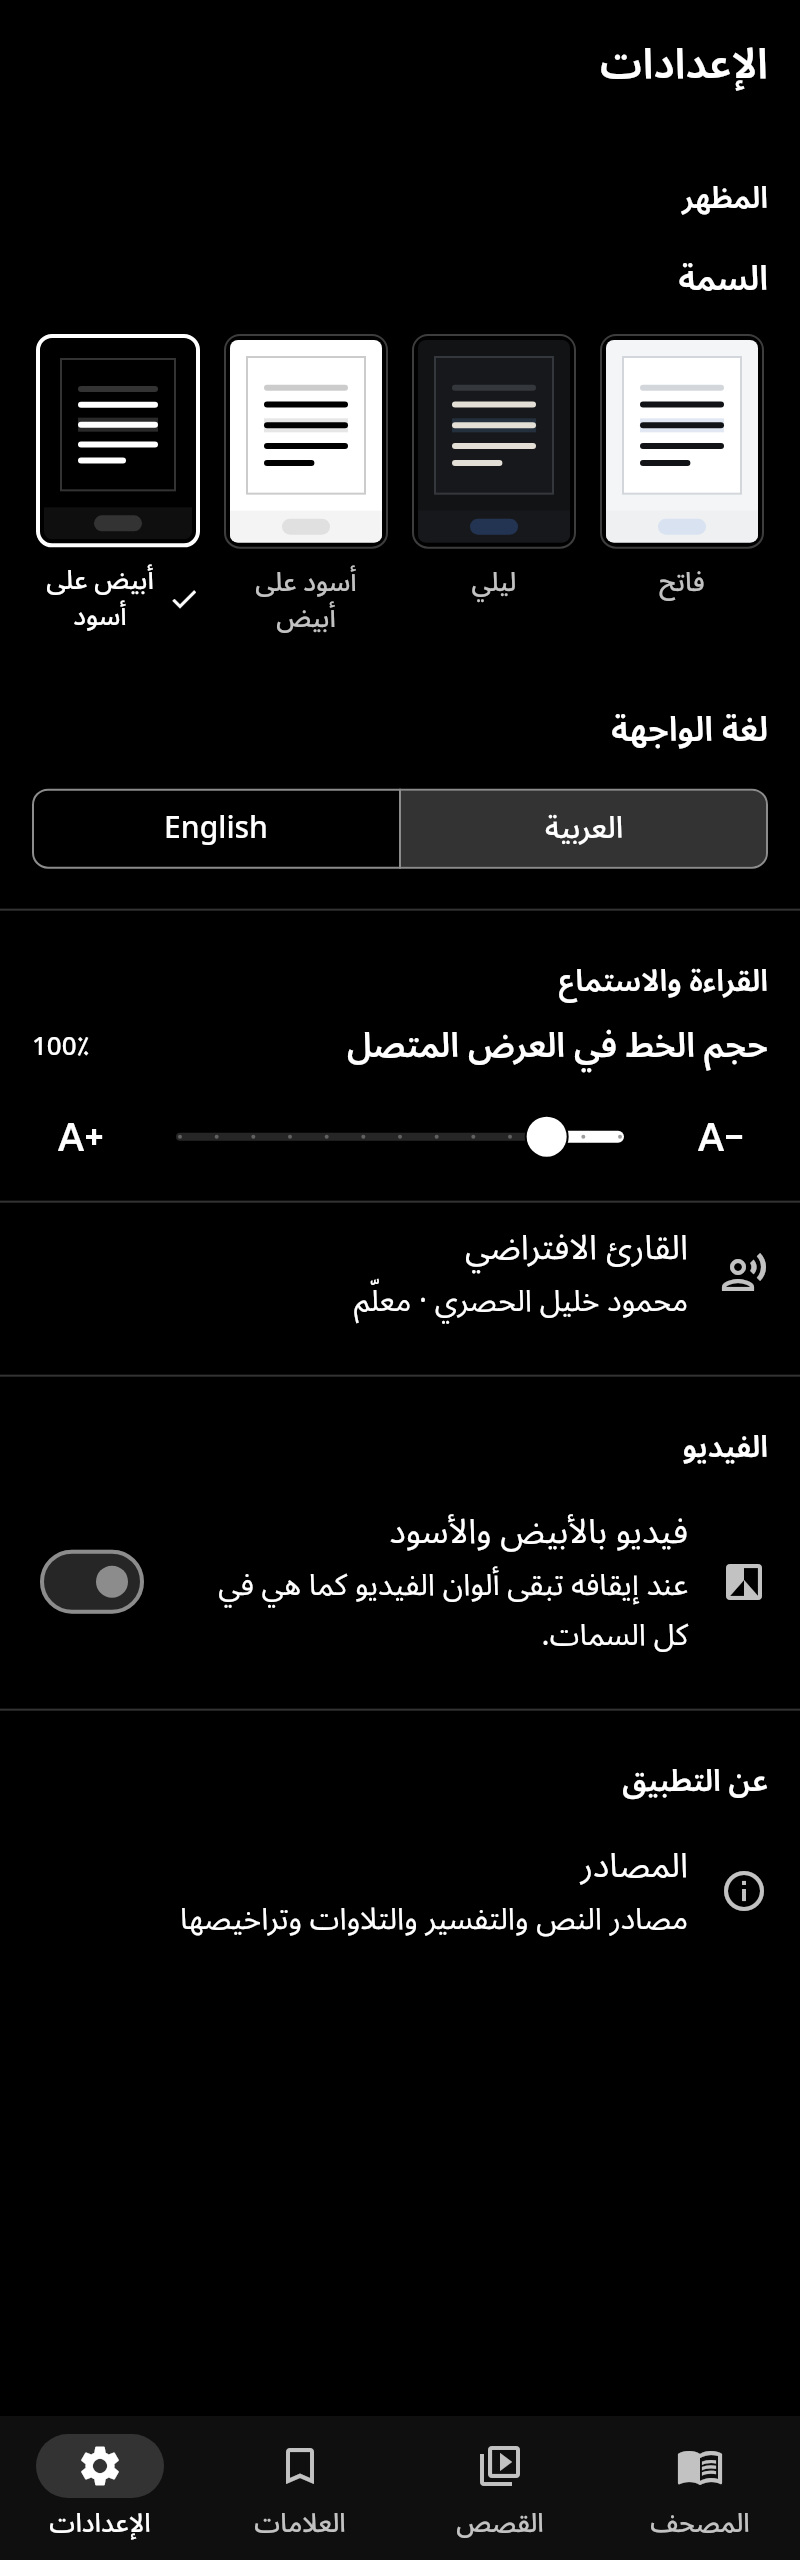 الإعدادات
المظهر
السمة
فاتح
ليلي
أسود على
أبيض
أبيض على
أسود
لغة الواجهة
العربية
English
القراءة والاستماع
حجم الخط في العرض المتصل
100٪
A−
A+
القارئ الافتراضي
محمود خليل الحصري · معلّم
الفيديو
فيديو بالأبيض والأسود
عند إيقافه تبقى ألوان الفيديو كما هي في
كل السمات.
عن التطبيق
المصادر
مصادر النص والتفسير والتلاوات وتراخيصها
المصحف
القصص
العلامات
الإعدادات